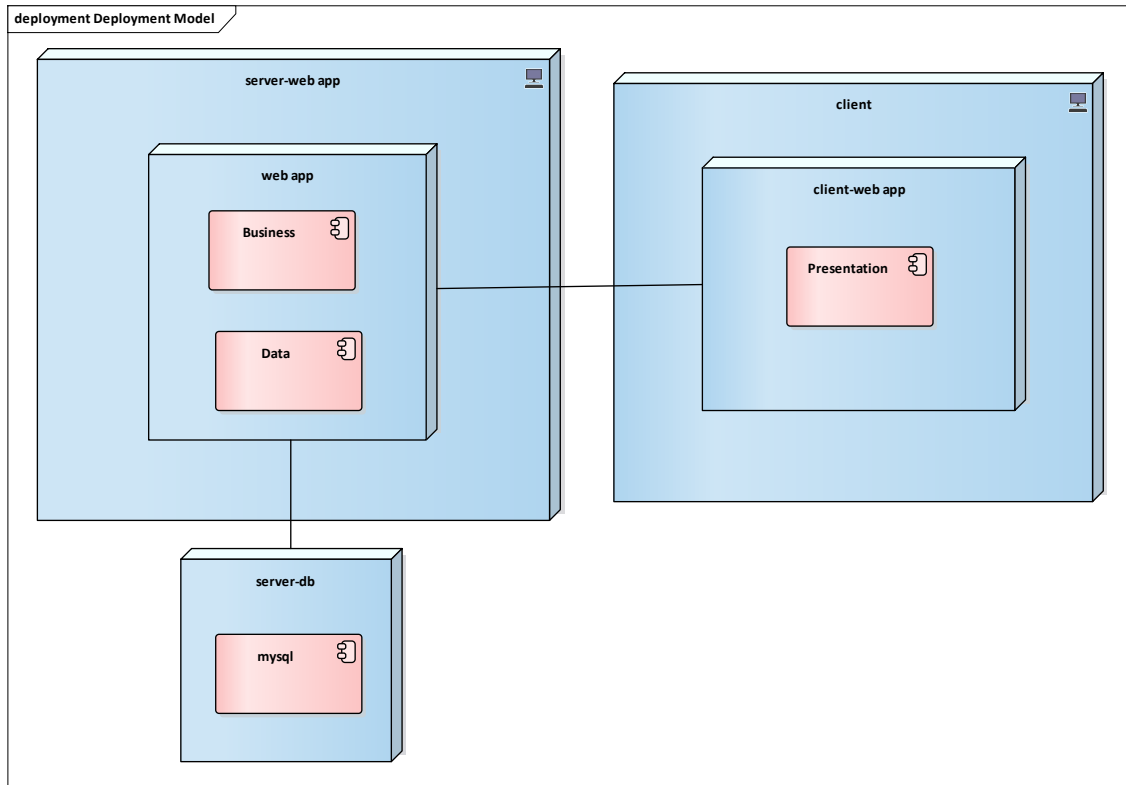 deployment Deployment Model
server-web app
web app
Business
Data
client
client-web app
Presentation
server-db
mysql